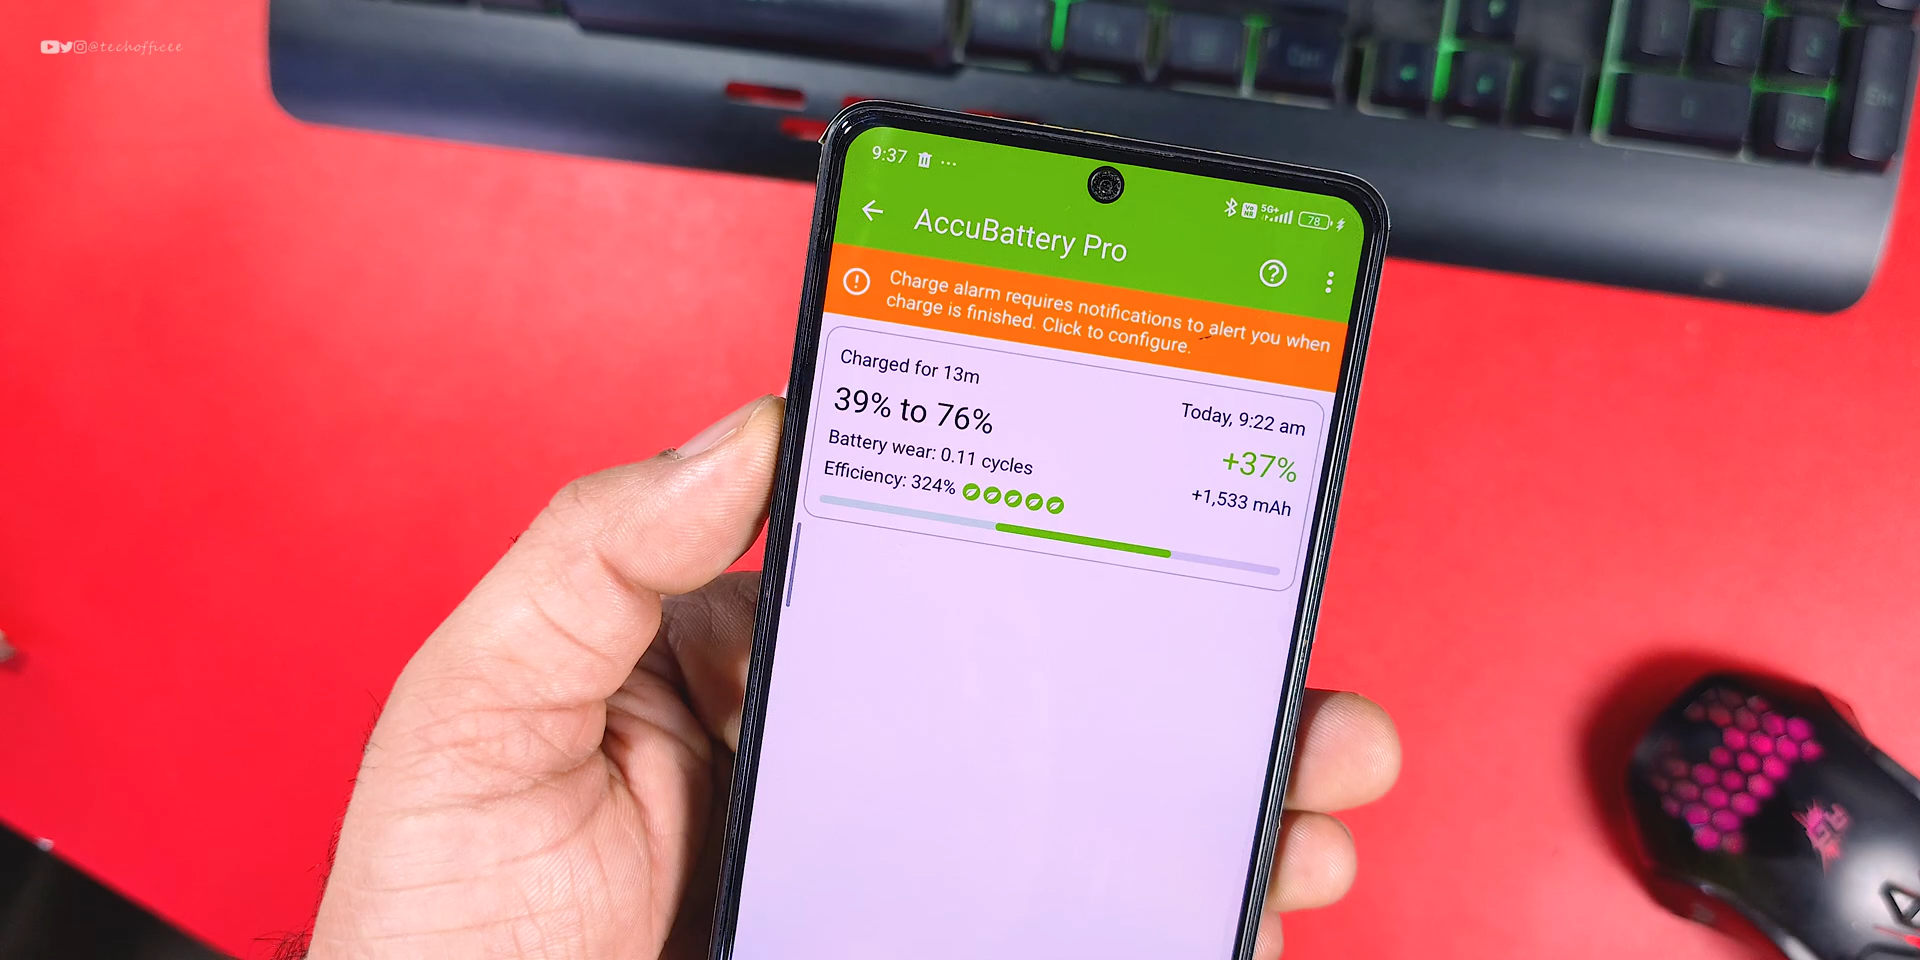 @techofficee
9:37
5G+
78
AccuBattery Pro
Charge alarm requires notifications to alert you when
charge is finished. Click to configure.
Charged for 13m
Today, 9:22 am
39% to 76%
+37%
Battery wear: 0.11 cycles
Efficiency: 324%
+1,533 mAh